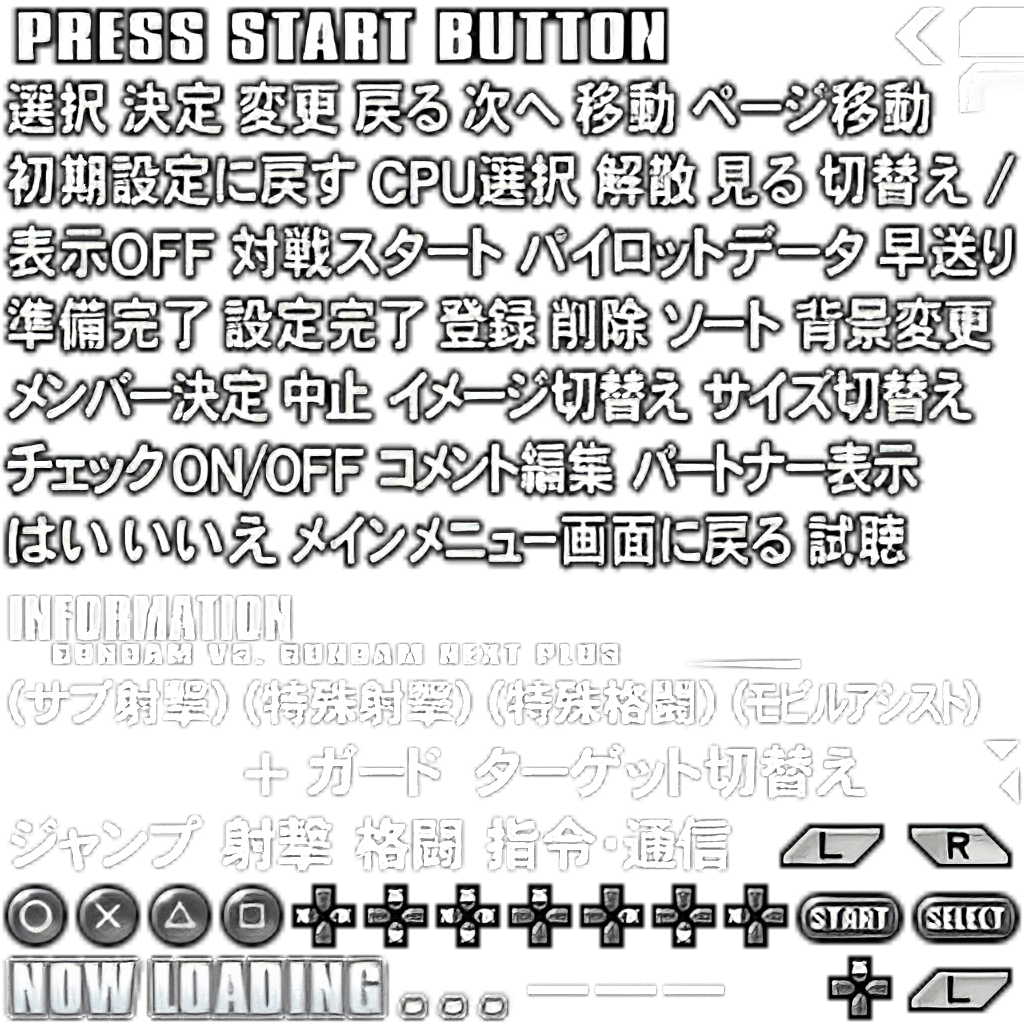 PRESS START BUTTON
選択 決定 変更 戻る 次へ 移動 ページ移動
初期設定に戻す CPU選択 解散 見る 切替え /
表示OFF 対戦スタート パイロットデータ 早送り
準備完了 設定完了 登録 削除 ソート 背景変更
メンバー決定 中止 イメージ切替え サイズ切替え
チェックON/OFF コメント編集 パートナー表示
はい いいえ メインメニュー画面に戻る 試聴
INFORMATION
GUNDAM VS. GUNDAM NEXT PLUS
(サブ射撃) (特殊射撃) (特殊格闘) (モビルアシスト)
+ ガード ターゲット切替え
ジャンプ 射撃 格闘 指令・通信 L R
START SELECT
NOW LOADING... L